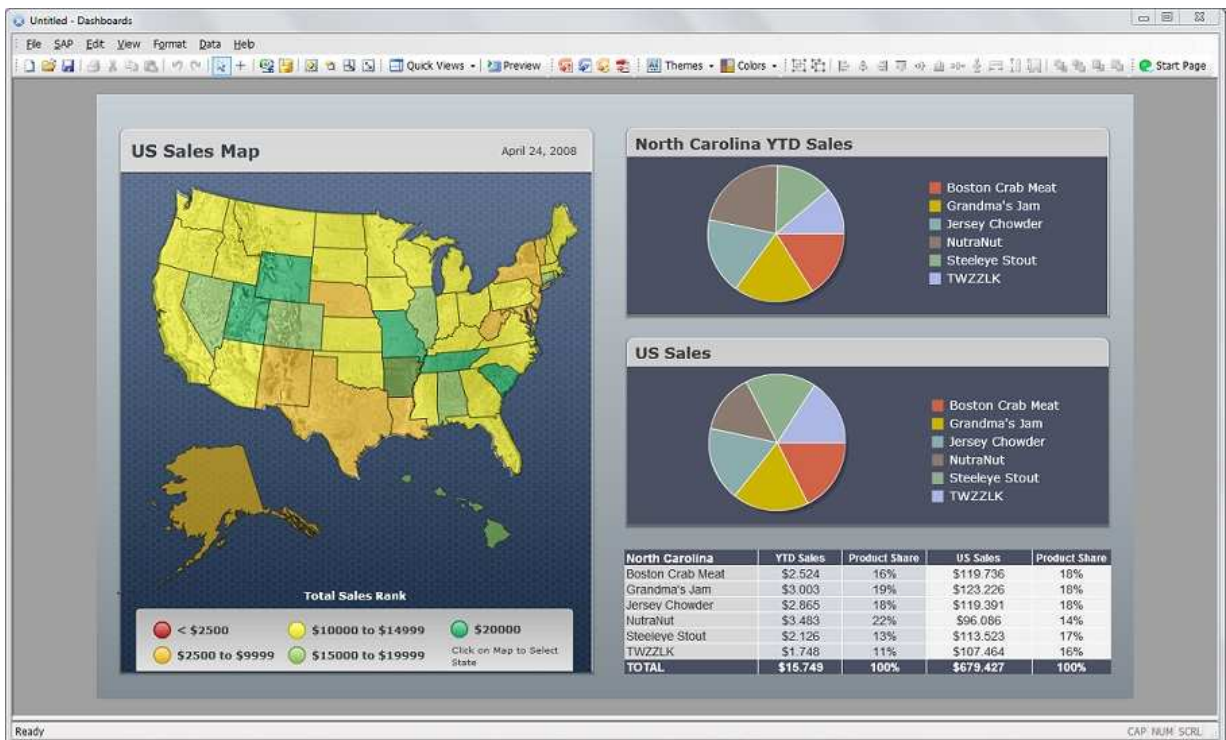 Untitled - Dashboards
File SAP Edit View Format Data Help
Quick Views Preview Themes Colors Start Page
US Sales Map April 24, 2008
Total Sales Rank
< $2500 $10000 to $14999 $20000
$2500 to $9999 $15000 to $19999 Click on Map to Select
State
North Carolina YTD Sales
Boston Crab Meat
Grandma's Jam
Jersey Chowder
NutraNut
Steeleye Stout
TWZZLK
US Sales
Boston Crab Meat
Grandma's Jam
Jersey Chowder
NutraNut
Steeleye Stout
TWZZLK
North Carolina YTD Sales Product Share US Sales Product Share
Boston Crab Meat $2.524 16% $119.736 18%
Grandma's Jam $3.003 19% $123.226 18%
Jersey Chowder $2.865 18% $119.391 18%
NutraNut $3.483 22% $96.086 14%
Steeleye Stout $2.126 13% $113.523 17%
TWZZLK $1.748 11% $107.464 16%
TOTAL $15.749 100% $679.427 100%
Ready CAP NUM SCRL